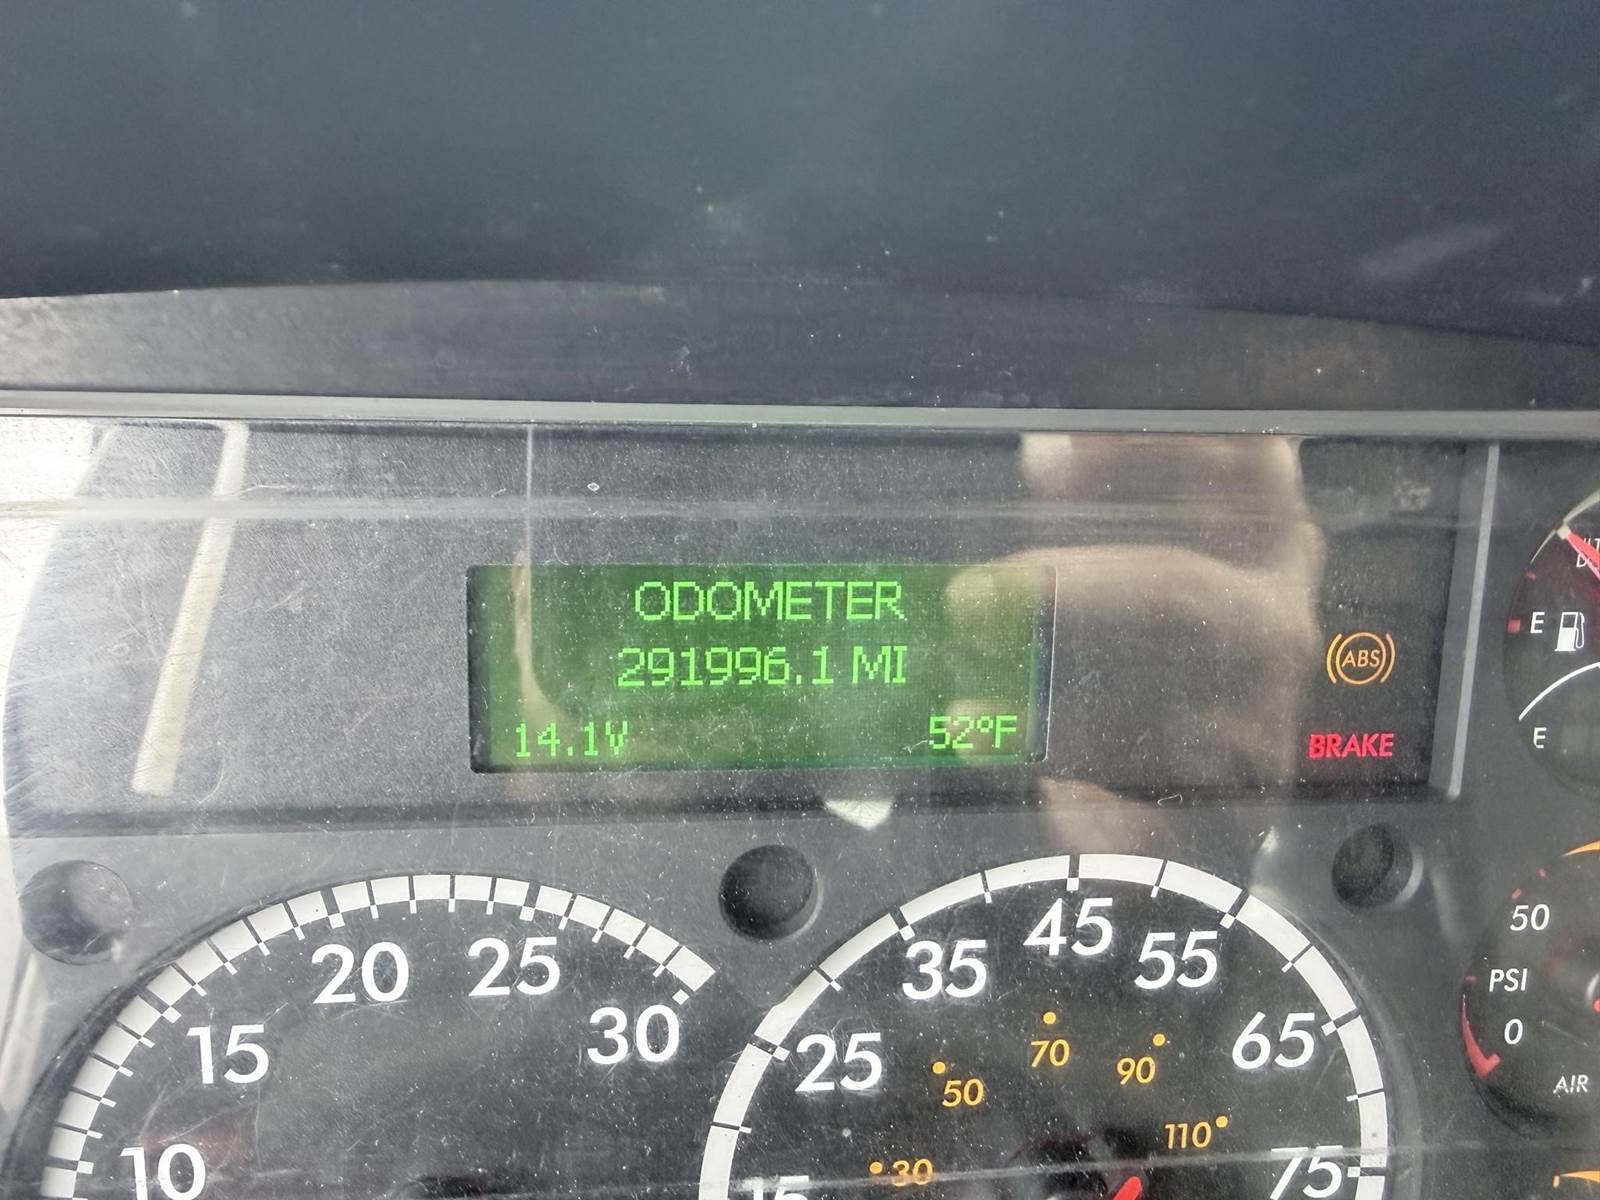 ODOMETER
291996.1 MI
14.1V 52°F
ABS
BRAKE
E
E
10 15 20 25 30
25 35 45 55 65 75
30 50 70 90 110
50
PSI
0
AIR